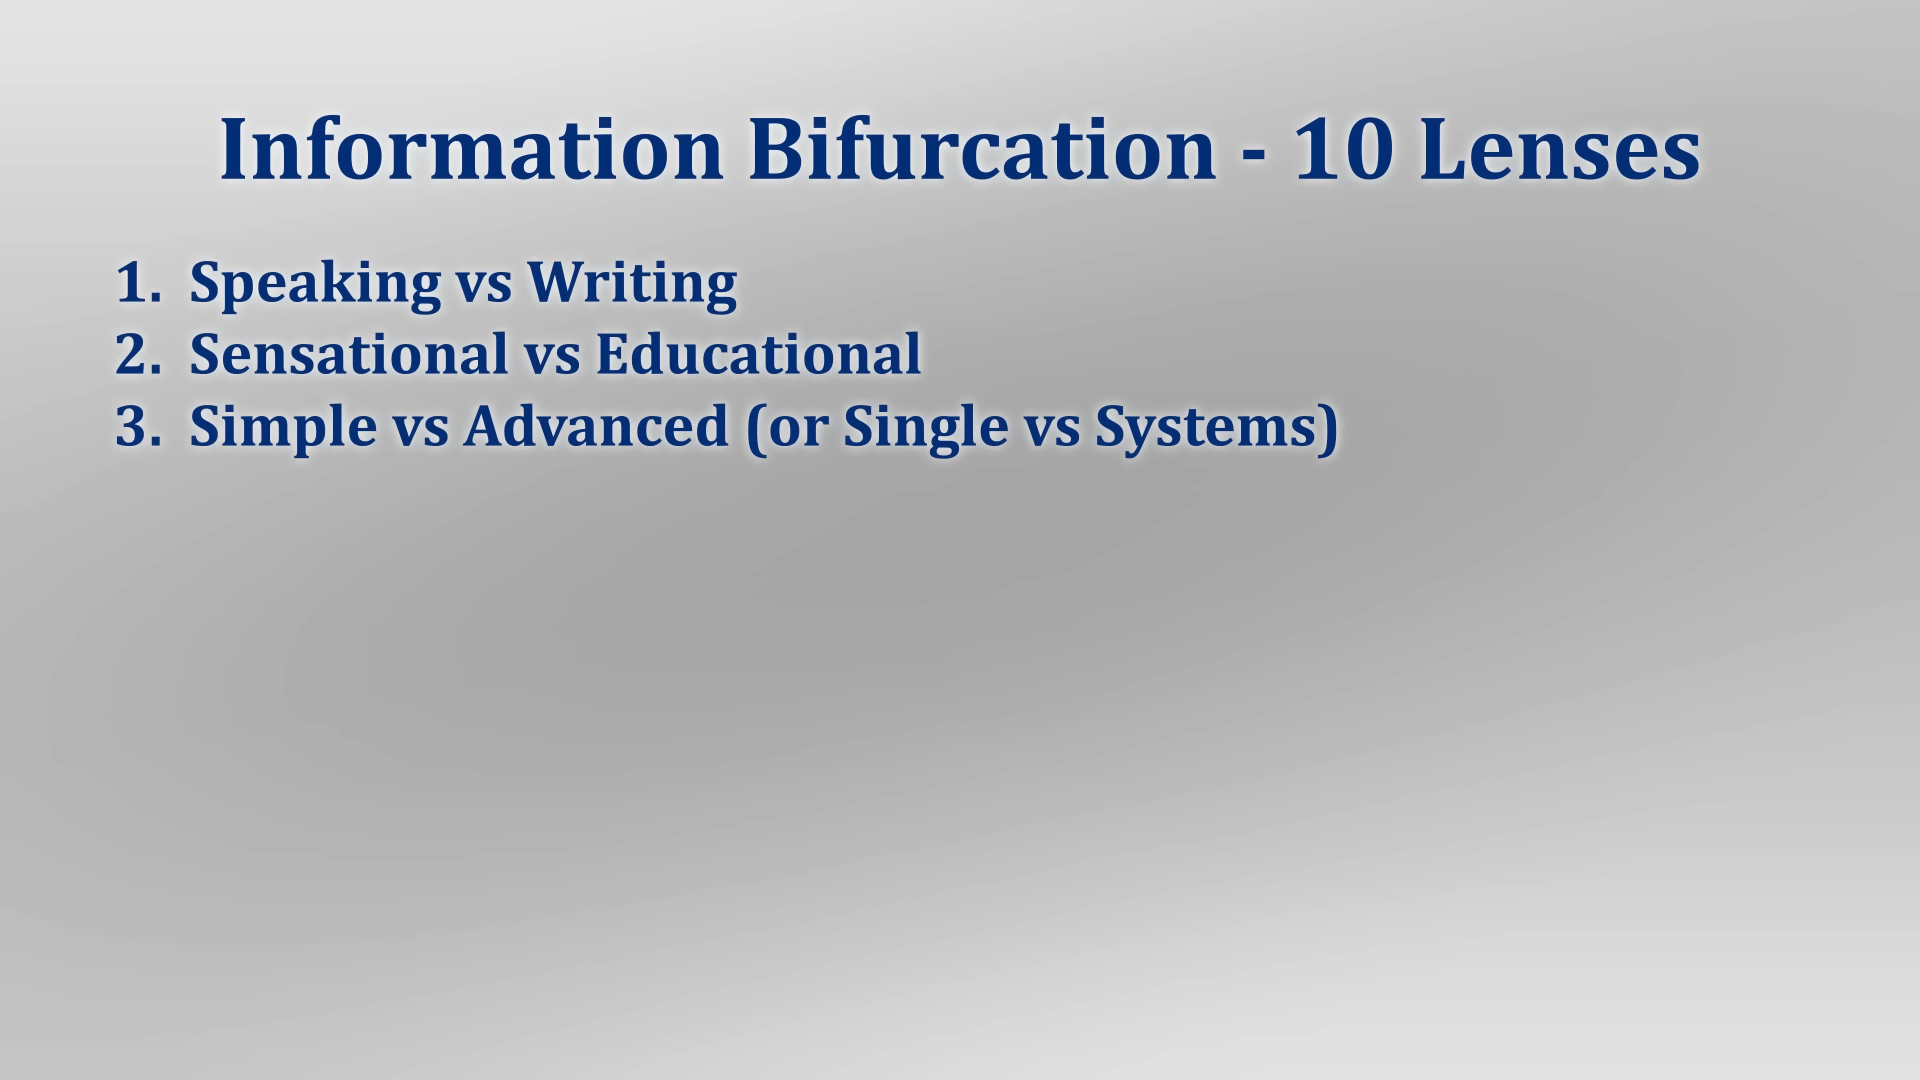 Information Bifurcation - 10 Lenses
1. Speaking vs Writing
2. Sensational vs Educational
3. Simple vs Advanced (or Single vs Systems)